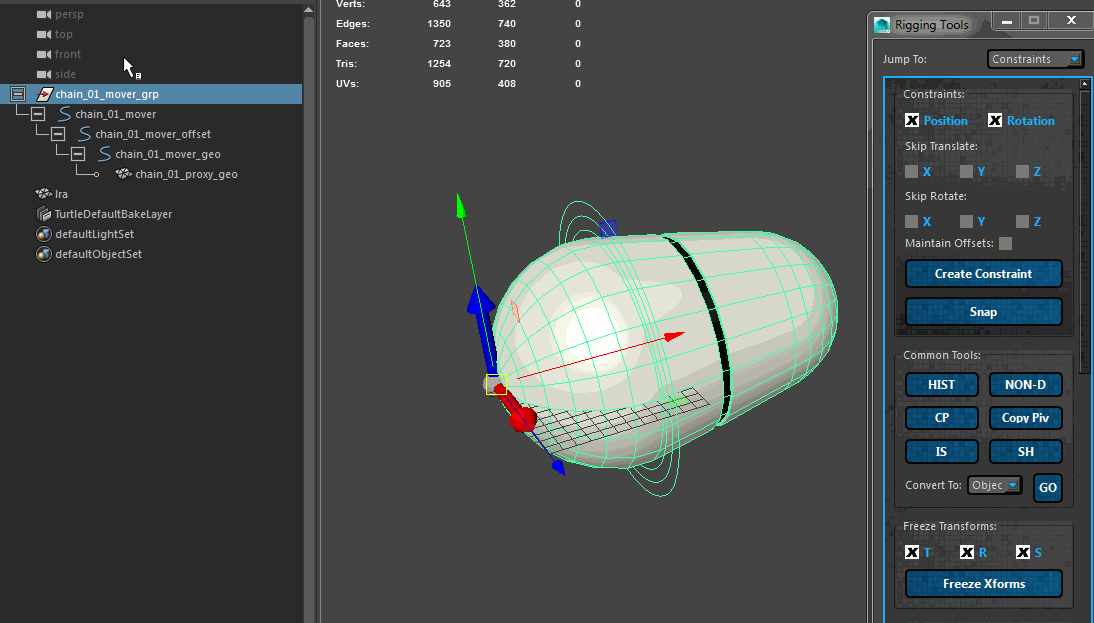 persp
top
front
side
chain_01_mover_grp
chain_01_mover
chain_01_mover_offset
chain_01_mover_geo
chain_01_proxy_geo
lra
TurtleDefaultBakeLayer
defaultLightSet
defaultObjectSet
Verts: 643 362 0
Edges: 1350 740 0
Faces: 723 380 0
Tris: 1254 720 0
UVs: 905 408 0
Rigging Tools
Jump To: Constraints
Constraints:
Position Rotation
Skip Translate:
X Y Z
Skip Rotate:
X Y Z
Maintain Offsets:
Create Constraint
Snap
Common Tools:
HIST NON-D
CP Copy Piv
IS SH
Convert To: Objec GO
Freeze Transforms:
T R S
Freeze Xforms